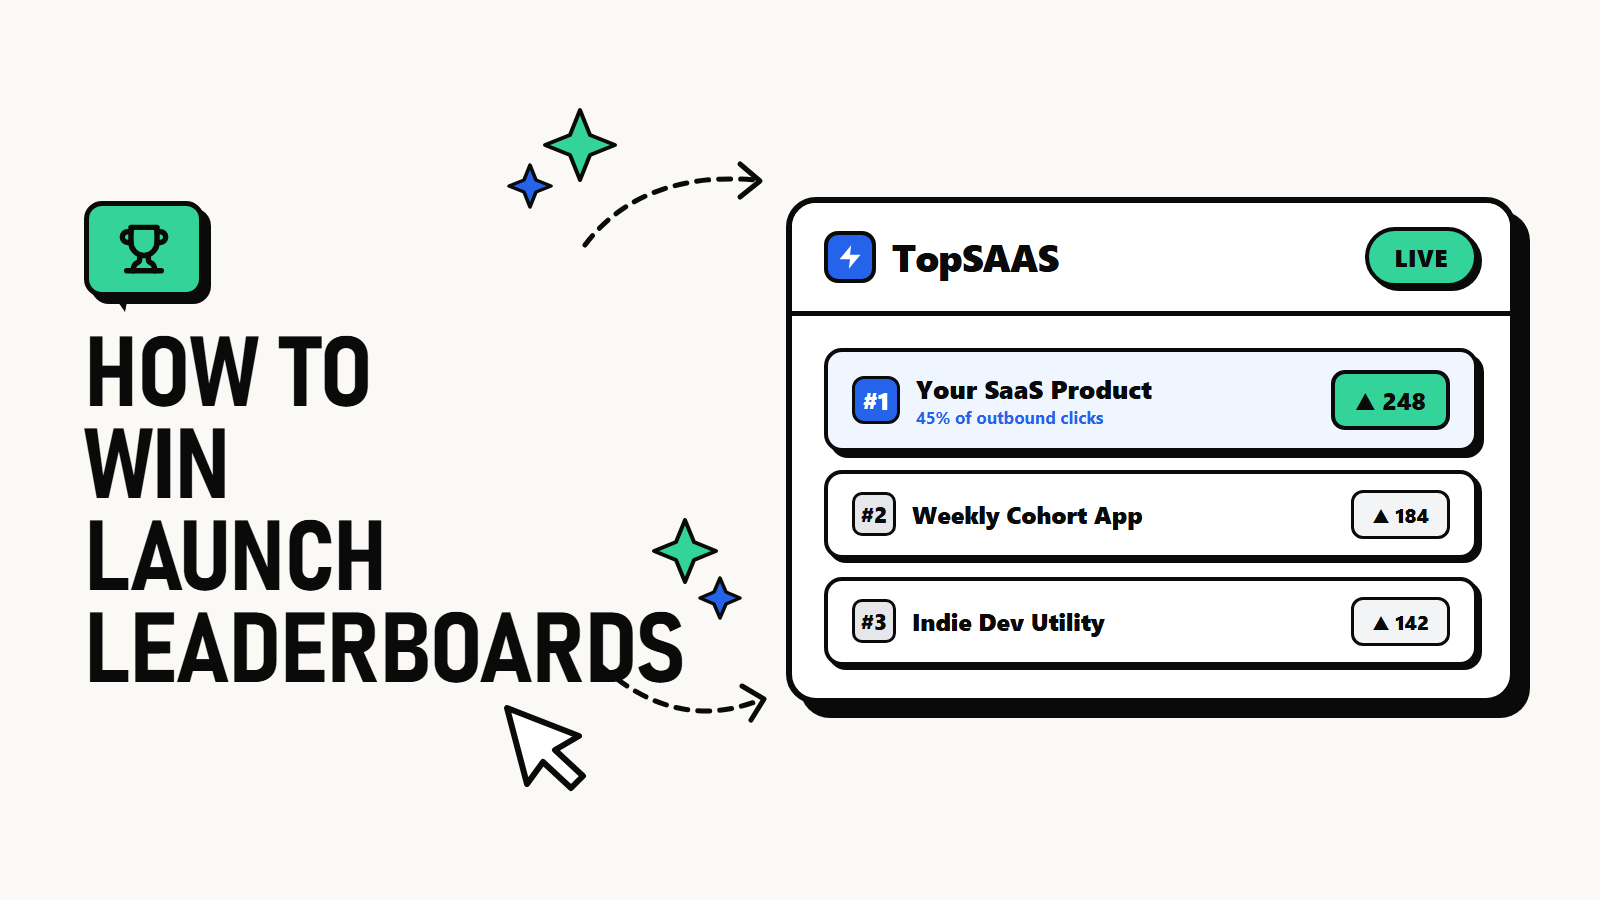 HOW TO
WIN
LAUNCH
LEADERBOARDS
TopSAAS
LIVE
#1
Your SaaS Product
45% of outbound clicks
▲ 248
#2
Weekly Cohort App
▲ 184
#3
Indie Dev Utility
▲ 142